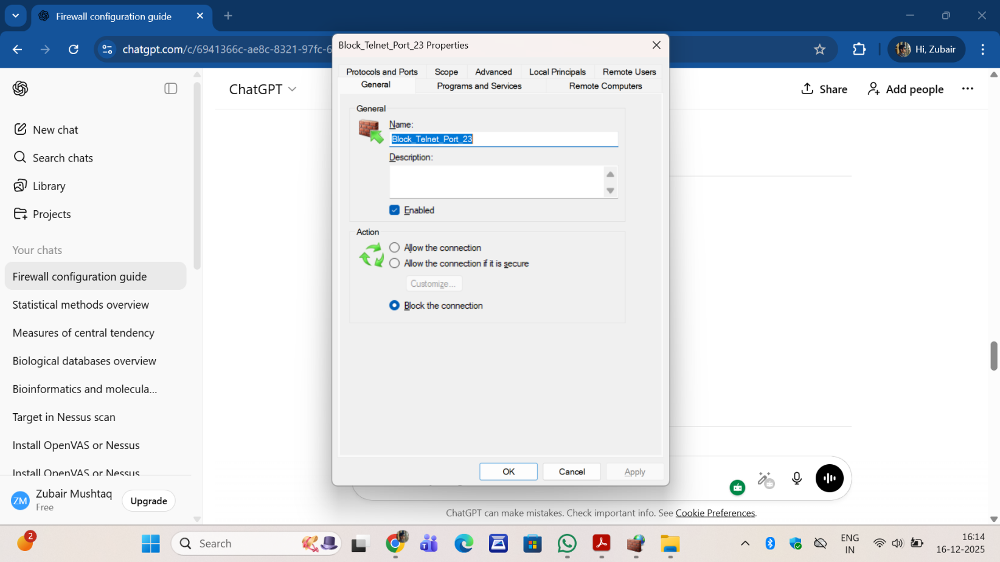 Firewall configuration guide
chatgpt.com/c/6941366c-ae8c-8321-97fc-6
Hi, Zubair
Block_Telnet_Port_23 Properties
Protocols and Ports
Scope
Advanced
Local Principals
Remote Users
General
Programs and Services
Remote Computers
General
Name:
Block_Telnet_Port_23
Description:
Enabled
Action
Allow the connection
Allow the connection if it is secure
Customize...
Block the connection
OK
Cancel
Apply
ChatGPT
Share
Add people
New chat
Search chats
Library
Projects
Your chats
Firewall configuration guide
Statistical methods overview
Measures of central tendency
Biological databases overview
Bioinformatics and molecula...
Target in Nessus scan
Install OpenVAS or Nessus
Install OpenVAS or Nessus
ZM
Zubair Mushtaq
Free
Upgrade
ChatGPT can make mistakes. Check important info. See Cookie Preferences.
2
Search
ENG
IN
16:14
16-12-2025